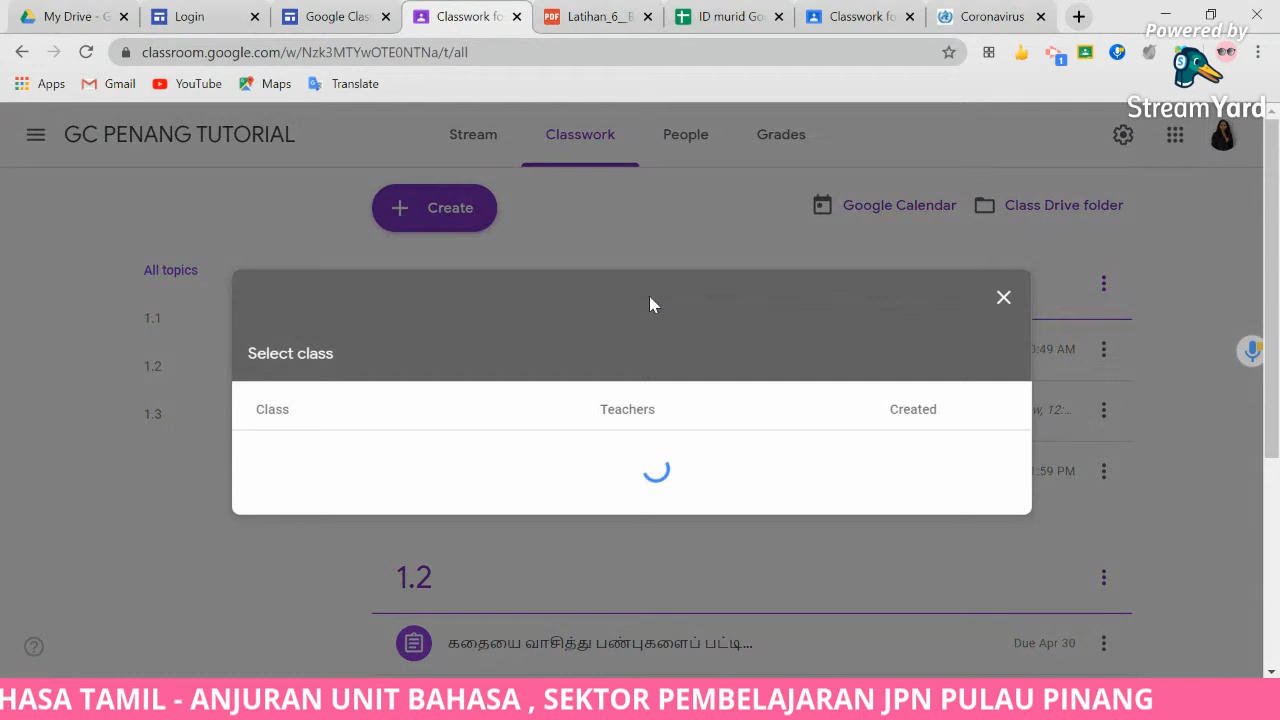 My Drive - G
Login
Google Clas
Classwork fo
PDF
Latihan_6__B
ID murid Go
Classwork fo
Coronavirus
classroom.google.com/w/Nzk3MTYwOTE0NTNa/t/all
1
Powered by
S
StreamYard
Apps
Gmail
YouTube
Maps
Translate
GC PENANG TUTORIAL
Stream
Classwork
People
Grades
Create
Google Calendar
Class Drive folder
All topics
1.1
1.2
1.3
Select class
Class
Teachers
Created
0:49 AM
w, 12:...
:59 PM
1.2
கதையை வாசித்து பண்புகளைப் பட்டி...
Due Apr 30
HASA TAMIL - ANJURAN UNIT BAHASA , SEKTOR PEMBELAJARAN JPN PULAU PINANG